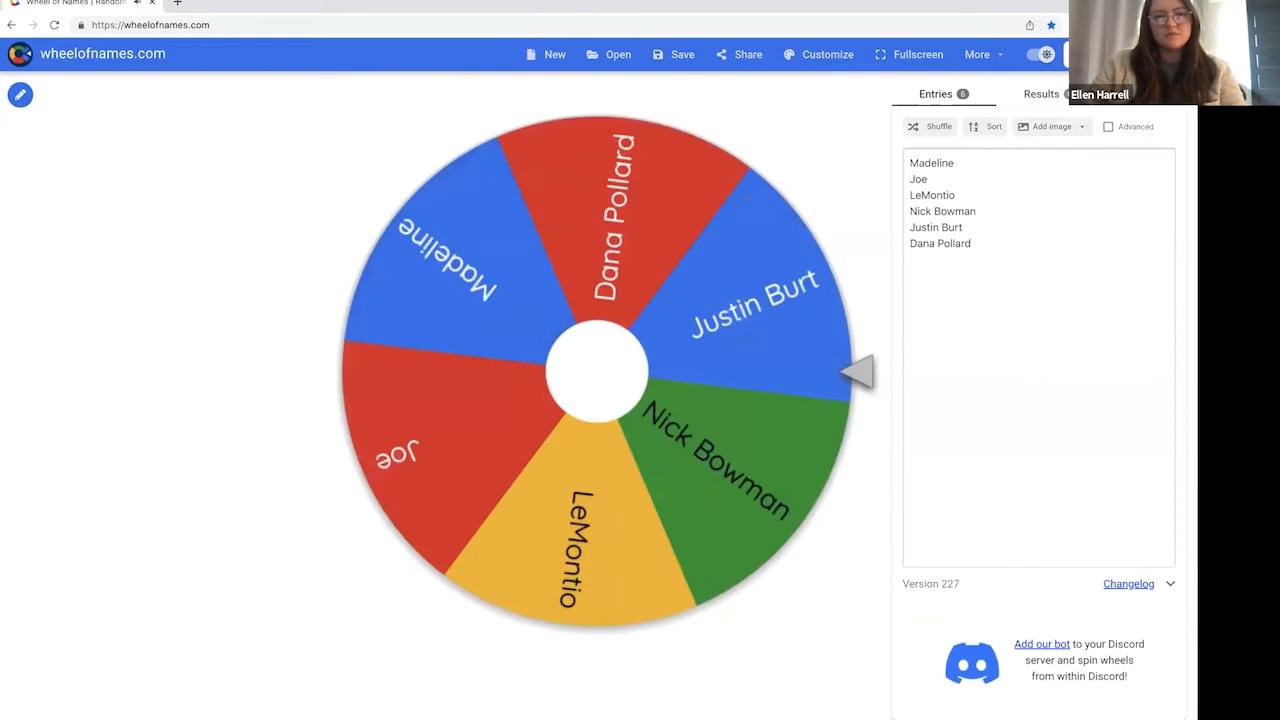 Wheel of Names | Random
https://wheelofnames.com
wheelofnames.com
New
Open
Save
Share
Customize
Fullscreen
More
Ellen Harrell
Entries 6
Results
Shuffle
Sort
Add image
Advanced
Madeline
Joe
LeMontio
Nick Bowman
Justin Burt
Dana Pollard
Dana Pollard
Madeline
Justin Burt
Nick Bowman
Joe
LeMontio
Version 227
Changelog
Add our bot to your Discord
server and spin wheels
from within Discord!